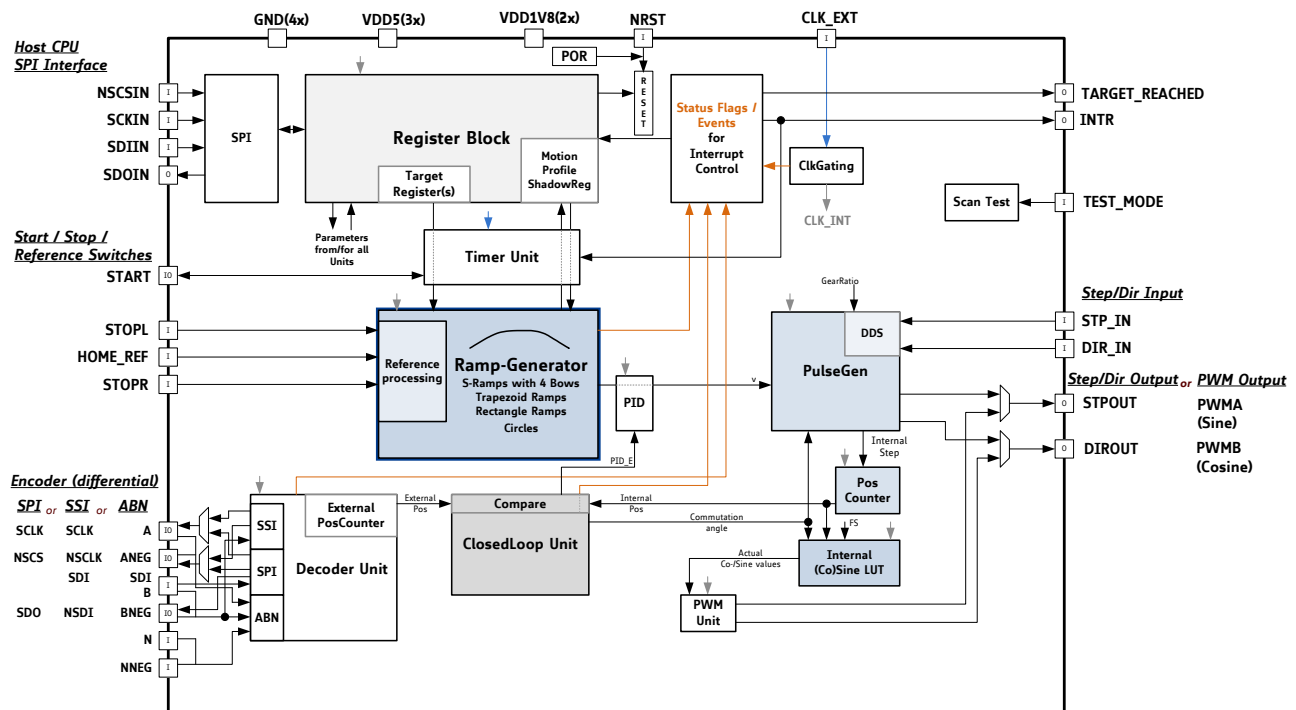 GND(4x) VDD5(3x) VDD1V8(2x) NRST CLK_EXT
Host CPU
SPI Interface
I I
POR
RESET
NSCSIN I
SCKIN I
SDIIN I
SDOIN O
SPI
Register Block
Target
Register(s)
Motion
Profile
ShadowReg
Status Flags /
Events
for
Interrupt
Control
ClkGating
CLK_INT
O TARGET_REACHED
O INTR
Scan Test
I TEST_MODE
Parameters
from/for all
Units
Start / Stop /
Reference Switches
START IO
Timer Unit
STOPL I
HOME_REF I
STOPR I
Reference
processing
Ramp-Generator
S-Ramps with 4 Bows
Trapezoid Ramps
Rectangle Ramps
Circles
PID
PID_E
v
GearRatio
DDS
PulseGen
Step/Dir Input
I STP_IN
I DIR_IN
Step/Dir Output or PWM Output
O STPOUT PWMA
(Sine)
O DIROUT PWMB
(Cosine)
Internal
Step
Pos
Counter
Encoder (differential)
SPI or SSI or ABN
SCLK SCLK A IO
NSCS NSCLK ANEG IO
SDI SDI I
B
SDO NSDI BNEG IO
N I
NNEG I
SSI
SPI
ABN
External
PosCounter
Decoder Unit
External
Pos
Compare
ClosedLoop Unit
Internal
Pos
Commutation
angle
FS
Internal
(Co)Sine LUT
Actual
Co-/Sine values
PWM
Unit